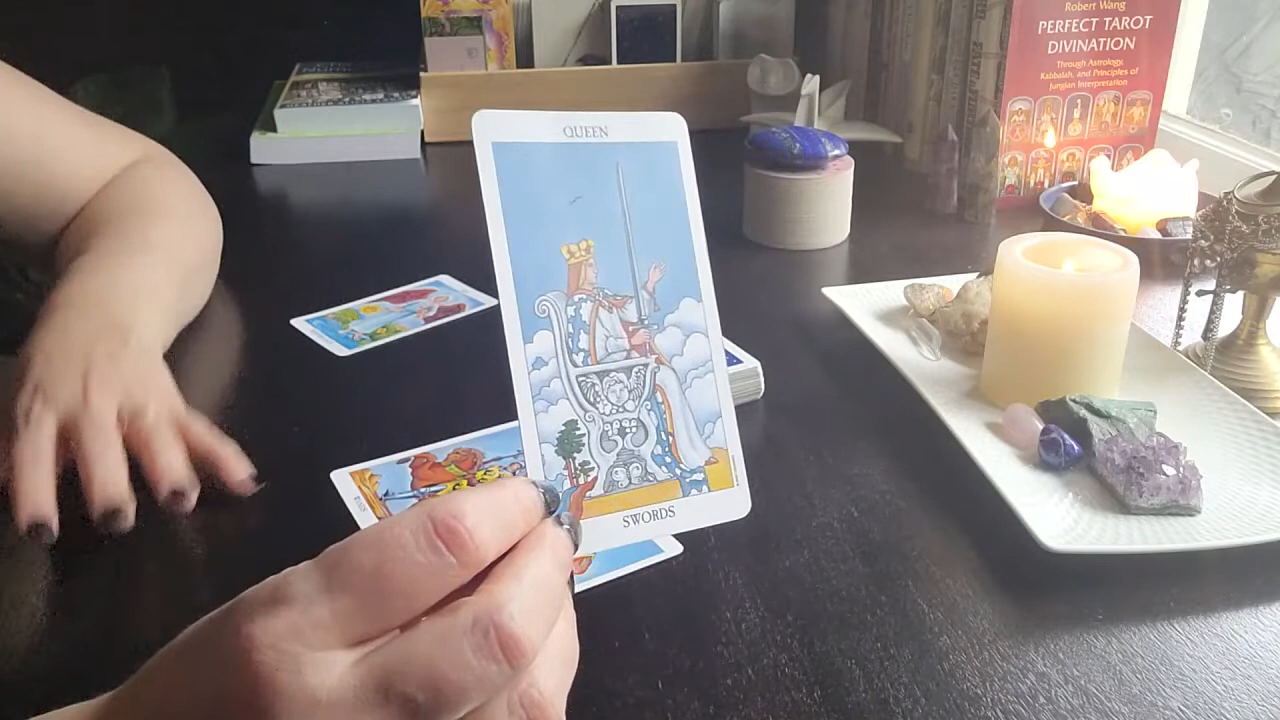 Robert Wang
PERFECT TAROT
DIVINATION
Through Astrology,
Kabbalah, and Principles of
Jungian Interpretation
QUEEN
SWORDS